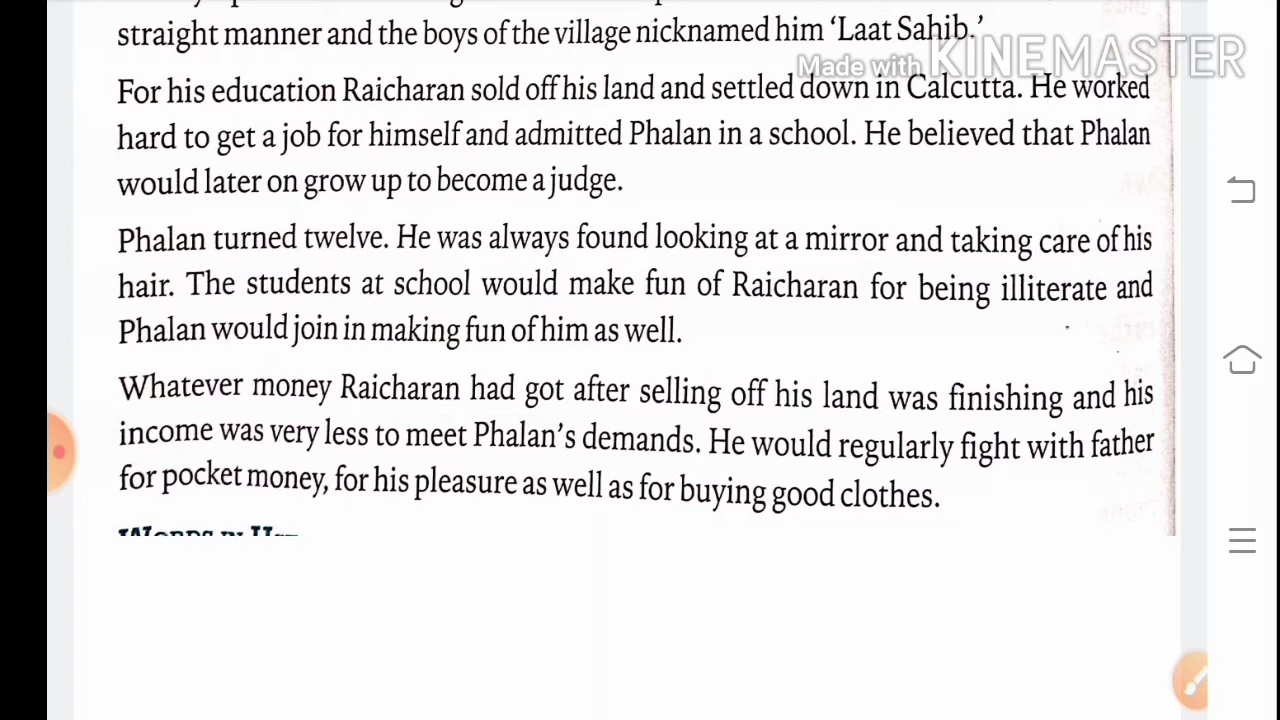 straight manner and the boys of the village nicknamed him ‘Laat Sahib.’
Made with KINEMASTER
For his education Raicharan sold off his land and settled down in Calcutta. He worked
hard to get a job for himself and admitted Phalan in a school. He believed that Phalan
would later on grow up to become a judge.
Phalan turned twelve. He was always found looking at a mirror and taking care of his
hair. The students at school would make fun of Raicharan for being illiterate and
Phalan would join in making fun of him as well.
Whatever money Raicharan had got after selling off his land was finishing and his
income was very less to meet Phalan’s demands. He would regularly fight with father
for pocket money, for his pleasure as well as for buying good clothes.